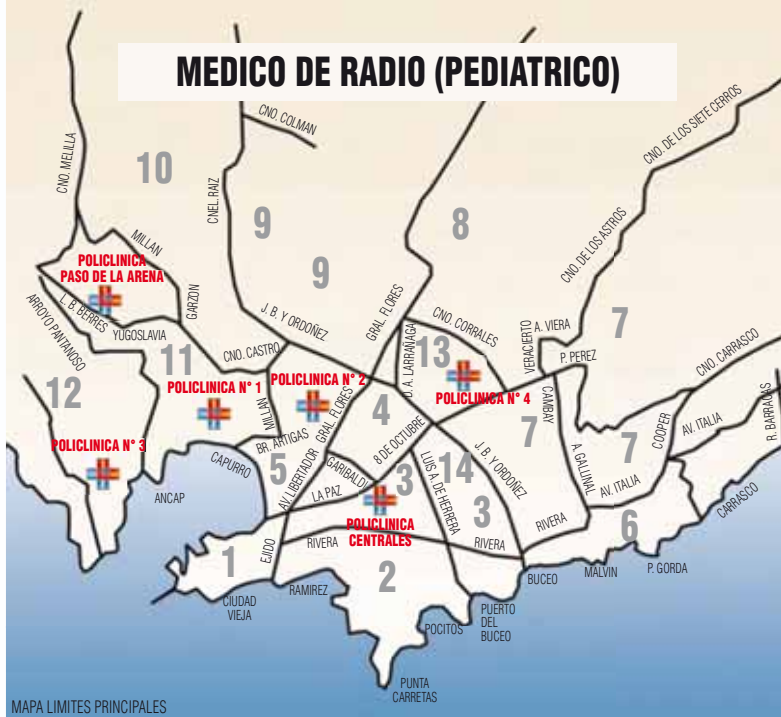 MEDICO DE RADIO (PEDIATRICO)
CNO. DE LOS SIETE CERROS
CNO. COLMAN
CNO. MELILLA
10
CNEL. RAIZ
9
8
MILLAN
9
CNO. DE LOS ASTROS
POLICLINICA
PASO DE LA ARENA
L. B. BERRES
GARZON
J. B. Y ORDOÑEZ
GRAL. FLORES
CNO. CORRALES
VERACIERTO
A. VIERA
7
ARROYO PANTANOSO
YUGOSLAVIA
11
CNO. CASTRO
D. A. LARRAÑAGA
13
P. PEREZ
CNO. CARRASCO
12
POLICLINICA N° 1
POLICLINICA N° 2
MILLAN
GRAL. FLORES
4
POLICLINICA N° 4
CAMBAY
R. BARRACAS
POLICLINICA N° 3
BR. ARTIGAS
CAPURRO
5
AV. LIBERTADOR
GARIBALDI
8 DE OCTUBRE
7
A. GALLINAL
7
COOPER
AV. ITALIA
ANCAP
LA PAZ
3
LUIS A. DE HERRERA
14
J. B. Y ORDOÑEZ
AV. ITALIA
CARRASCO
POLICLINICA
CENTRALES
3
6
1
EJIDO
RIVERA
RIVERA
RIVERA
BUCEO
MALVIN
P. GORDA
CIUDAD
VIEJA
RAMIREZ
2
POCITOS
PUERTO
DEL
BUCEO
PUNTA
CARRETAS
MAPA LIMITES PRINCIPALES